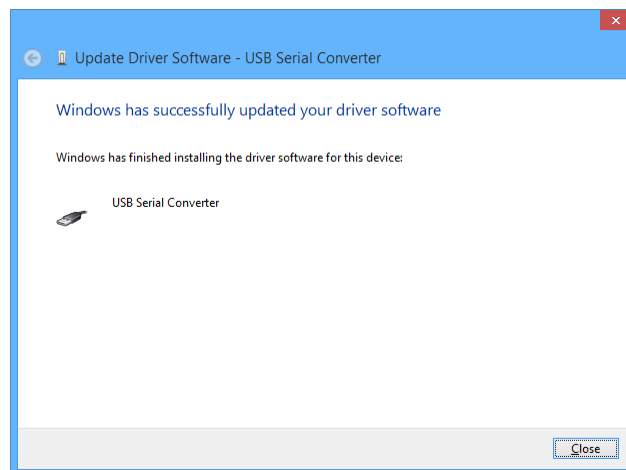 Update Driver Software - USB Serial Converter
Windows has successfully updated your driver software
Windows has finished installing the driver software for this device:
USB Serial Converter
Close